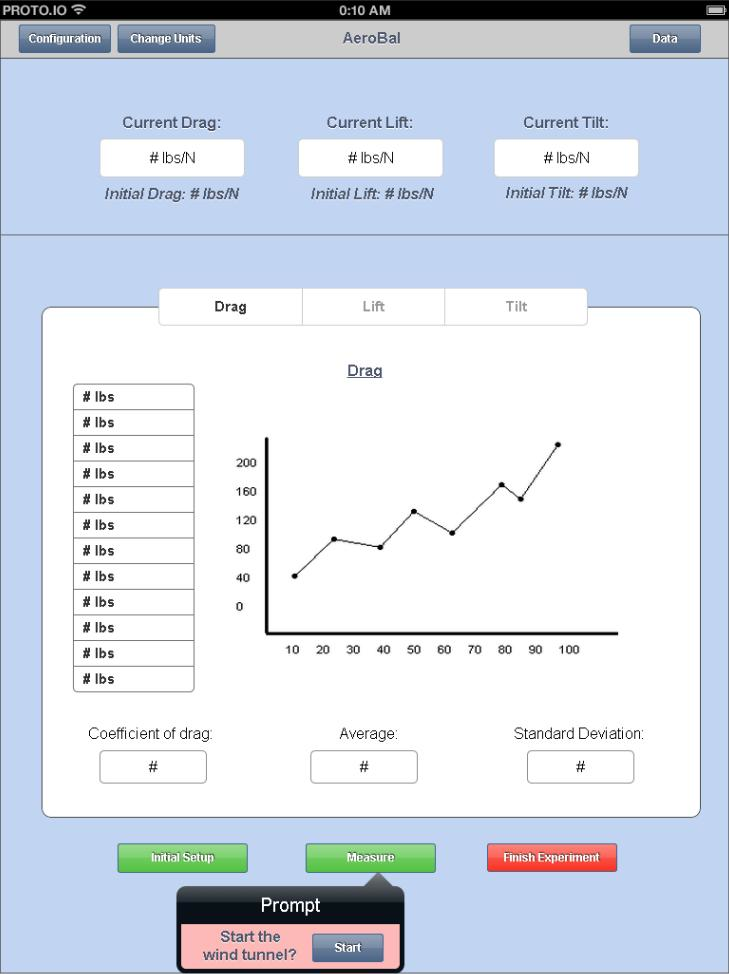 PROTO.IO 0:10 AM
Configuration Change Units AeroBal Data
Current Drag: Current Lift: Current Tilt:
# lbs/N # lbs/N # lbs/N
Initial Drag: # lbs/N Initial Lift: # lbs/N Initial Tilt: # lbs/N
Drag Lift Tilt
Drag
# lbs
# lbs
# lbs
# lbs
# lbs
# lbs
# lbs
# lbs
# lbs
# lbs
# lbs
# lbs
200
160
120
80
40
0
10 20 30 40 50 60 70 80 90 100
Coefficient of drag: Average: Standard Deviation:
# # #
Initial Setup Measure Finish Experiment
Prompt
Start the
wind tunnel?
Start